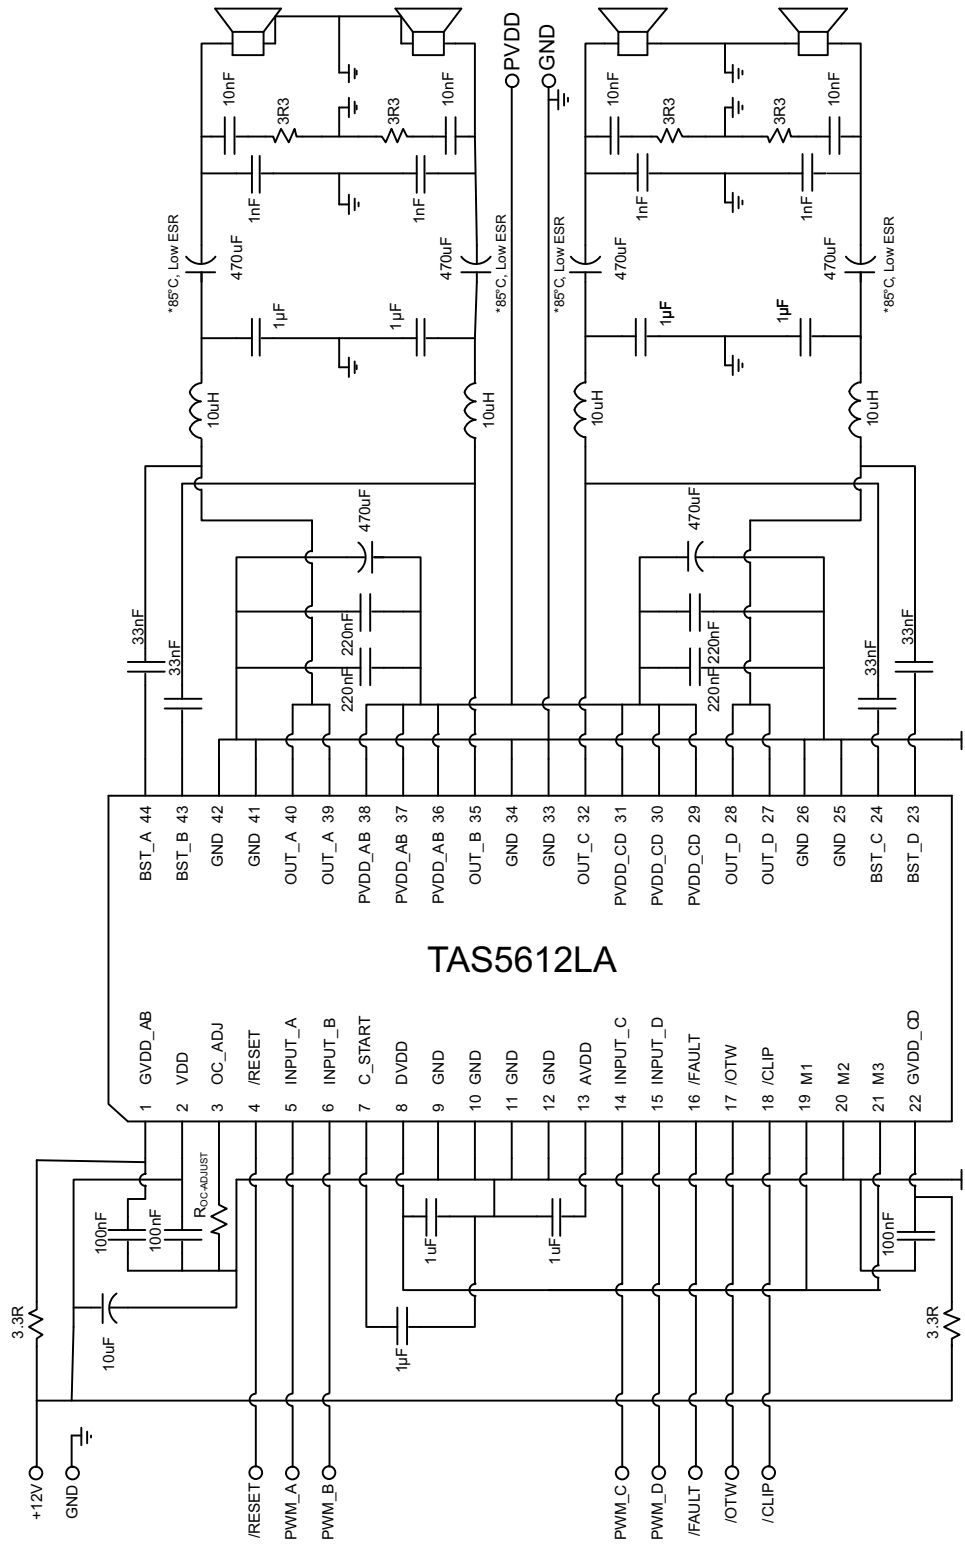 PVDD
GND
10nF
3R3
3R3
10nF
10nF
3R3
3R3
10nF
1nF
1nF
1nF
1nF
*85°C, Low ESR
470uF
470uF
*85°C, Low ESR
*85°C, Low ESR
470uF
470uF
*85°C, Low ESR
1µF
1µF
1µF
1µF
10uH
10uH
10uH
10uH
470uF
470uF
33nF
33nF
220nF
220nF
220nF
220nF
33nF
33nF
BST_A 44
BST_B 43
GND 42
GND 41
OUT_A 40
OUT_A 39
PVDD_AB 38
PVDD_AB 37
PVDD_AB 36
OUT_B 35
GND 34
GND 33
OUT_C 32
PVDD_CD 31
PVDD_CD 30
PVDD_CD 29
OUT_D 28
OUT_D 27
GND 26
GND 25
BST_C 24
BST_D 23
TAS5612LA
1 GVDD_AB
2 VDD
3 OC_ADJ
4 /RESET
5 INPUT_A
6 INPUT_B
7 C_START
8 DVDD
9 GND
10 GND
11 GND
12 GND
13 AVDD
14 INPUT_C
15 INPUT_D
16 /FAULT
17 /OTW
18 /CLIP
19 M1
20 M2
21 M3
22 GVDD_CD
100nF
100nF
ROC-ADJUST
1uF
1uF
100nF
3.3R
10uF
1µF
3.3R
+12V
GND
/RESET
PWM_A
PWM_B
PWM_C
PWM_D
/FAULT
/OTW
/CLIP